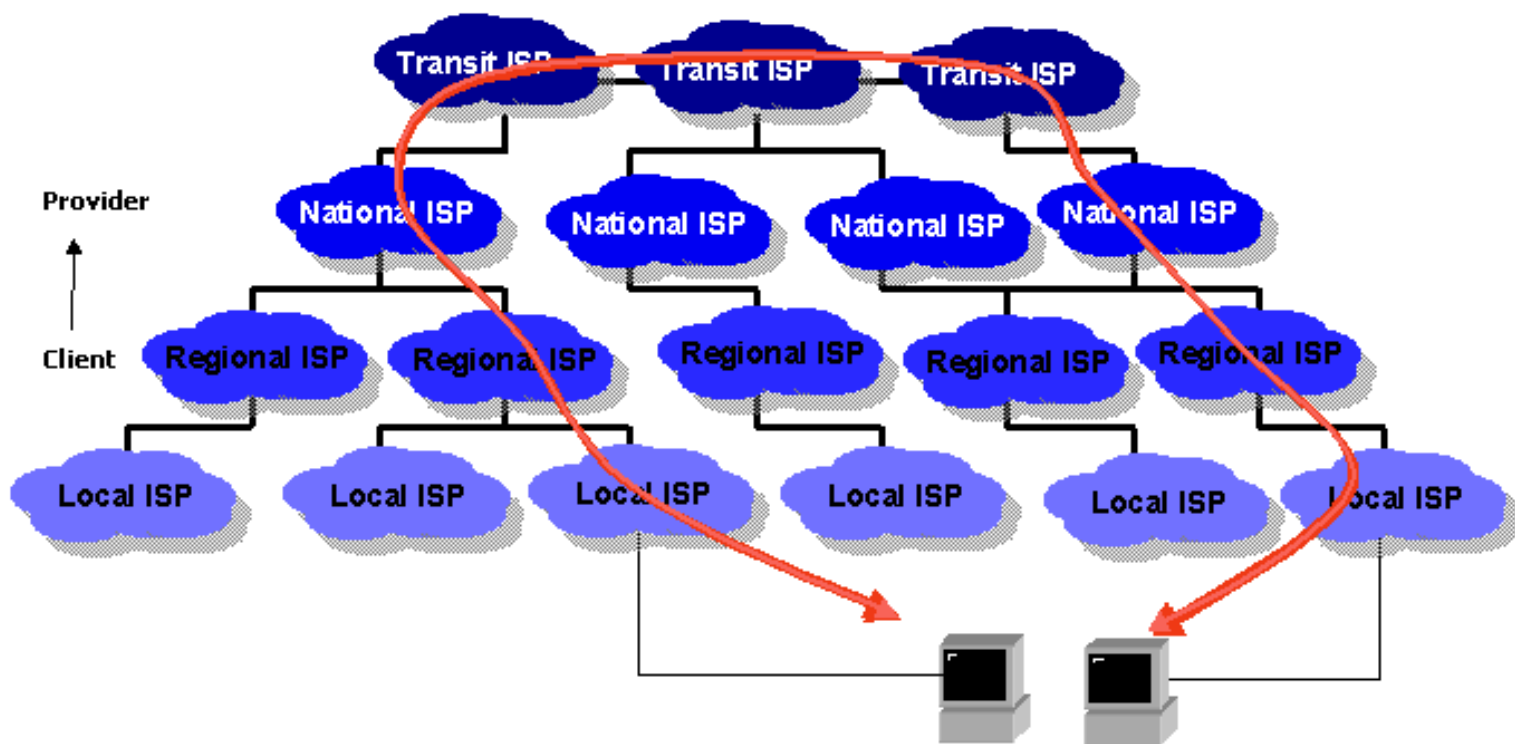 Transit ISP
Transit ISP
Transit ISP
Provider
National ISP
National ISP
National ISP
National ISP
Client
Regional ISP
Regional ISP
Regional ISP
Regional ISP
Regional ISP
Local ISP
Local ISP
Local ISP
Local ISP
Local ISP
Local ISP